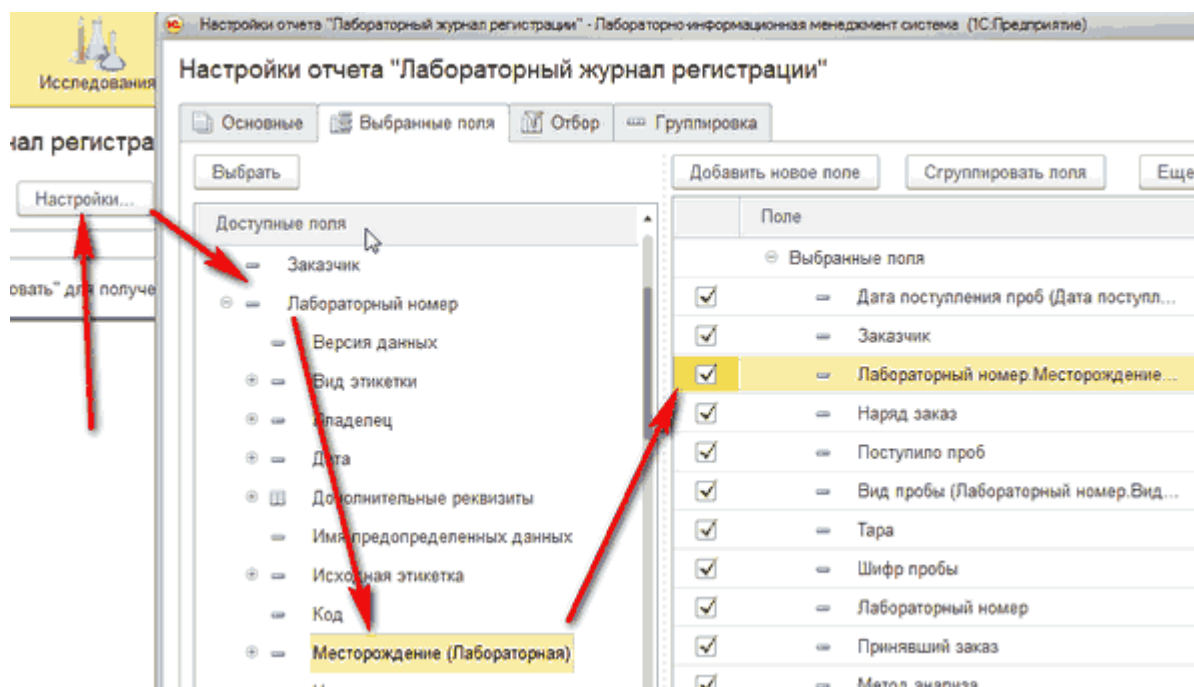 Настройки отчета "Лабораторный журнал регистрации" - Лабораторно информационная менеджмент система (1С:Предприятие)
Исследования
Настройки отчета "Лабораторный журнал регистрации"
Основные
Выбранные поля
Отбор
Группировка
нал регистра
Настройки...
овать" для получе
Выбрать
Доступные поля
Заказчик
Лабораторный номер
Версия данных
Вид этикетки
Владелец
Дата
Дополнительные реквизиты
Имя предопределенных данных
Исходная этикетка
Код
Месторождение (Лабораторная)
Добавить новое поле
Сгруппировать поля
Еще
Поле
Выбранные поля
Дата поступления проб (Дата поступл...
Заказчик
Лабораторный номер.Месторождение...
Наряд заказ
Поступило проб
Вид пробы (Лабораторный номер.Вид...
Тара
Шифр пробы
Лабораторный номер
Принявший заказ
Метод анализа